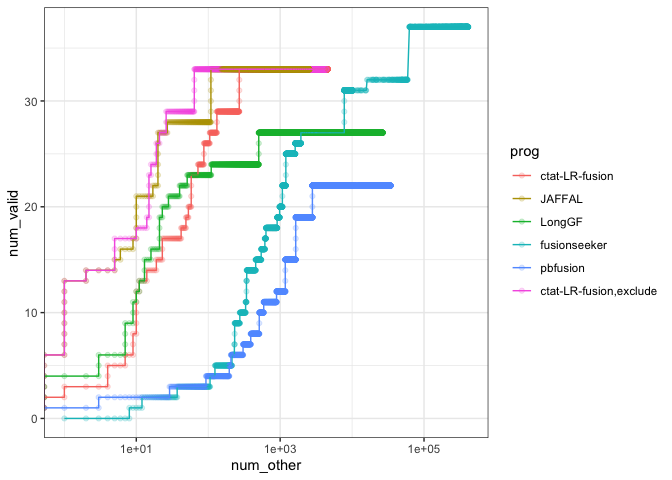 num_valid
30
20
10
0
1e+01
1e+03
1e+05
num_other
prog
ctat-LR-fusion
JAFFAL
LongGF
fusionseeker
pbfusion
ctat-LR-fusion,exclude